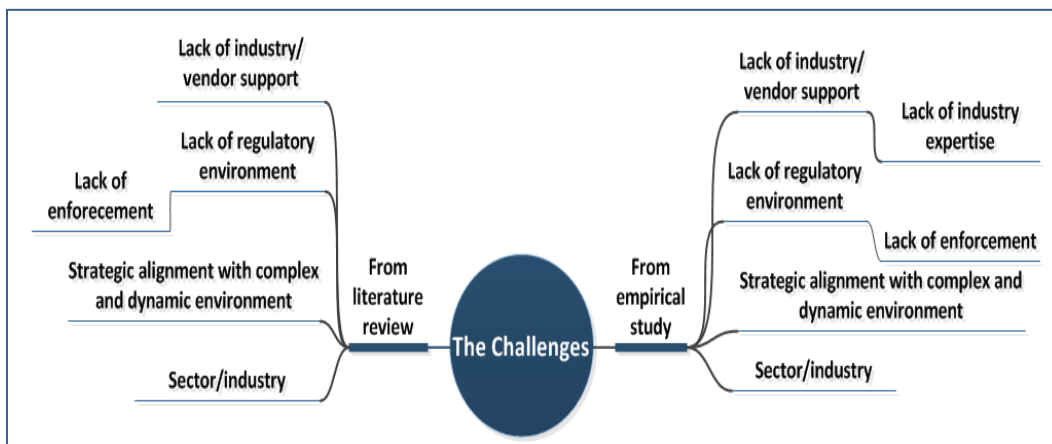 Lack of industry/
vendor support
Lack of regulatory
environment
Lack of
enforecement
Strategic alignment with complex
and dynamic environment
Sector/industry
From
literature
review
The Challenges
From
empirical
study
Lack of industry/
vendor support
Lack of industry
expertise
Lack of regulatory
environment
Lack of enforcement
Strategic alignment with complex and
dynamic environment
Sector/industry